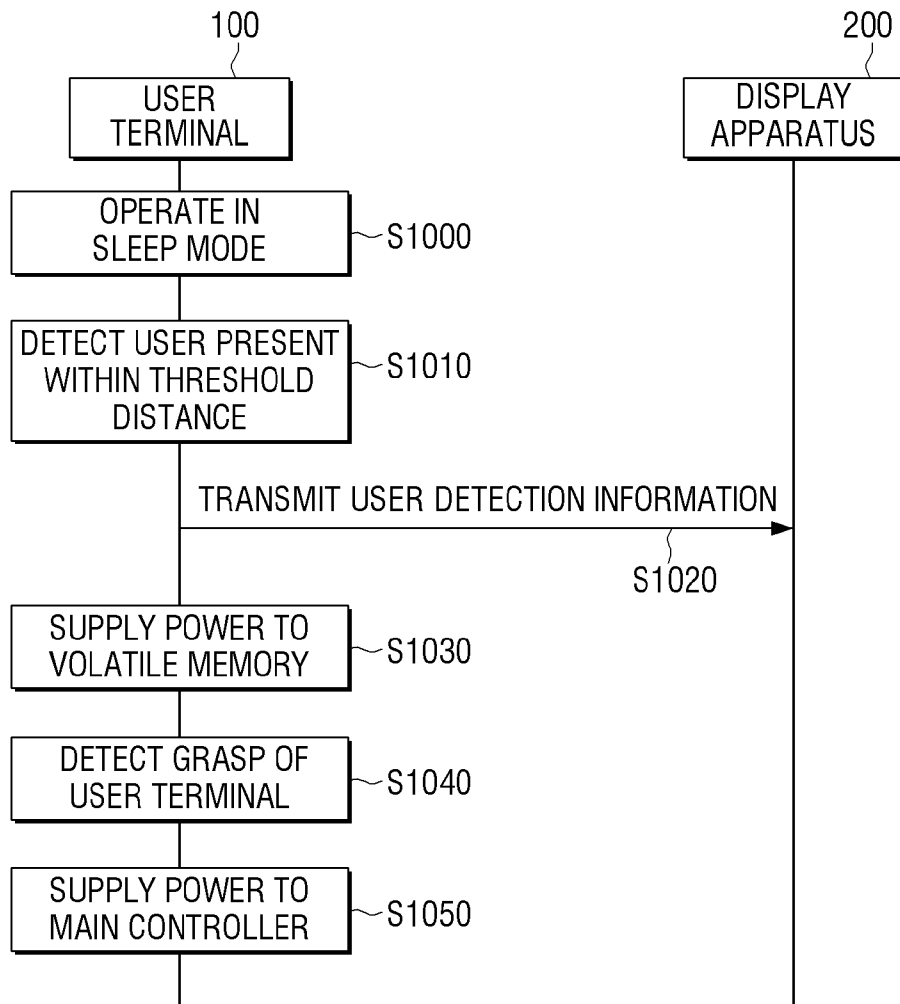 100
200
USER
TERMINAL
DISPLAY
APPARATUS
OPERATE IN
SLEEP MODE
S1000
DETECT USER PRESENT
WITHIN THRESHOLD
DISTANCE
S1010
TRANSMIT USER DETECTION INFORMATION
S1020
SUPPLY POWER TO
VOLATILE MEMORY
S1030
DETECT GRASP OF
USER TERMINAL
S1040
SUPPLY POWER TO
MAIN CONTROLLER
S1050